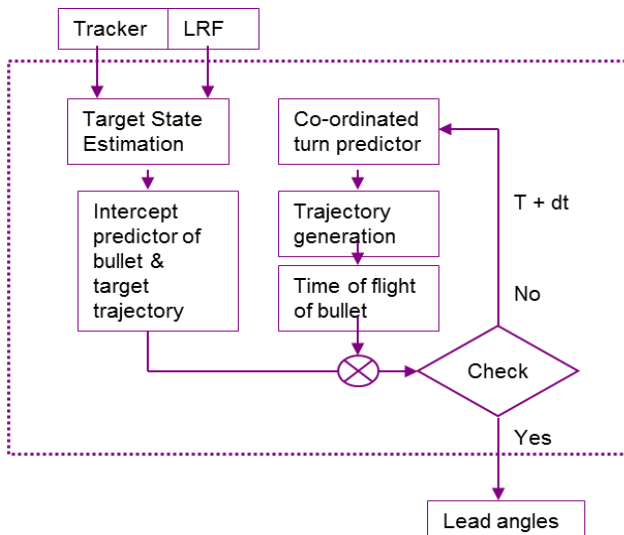 Tracker
LRF
Target State
Estimation
Co-ordinated
turn predictor
Intercept
predictor of
bullet &
target
trajectory
Trajectory
generation
Time of flight
of bullet
T + dt
No
Check
Yes
Lead angles